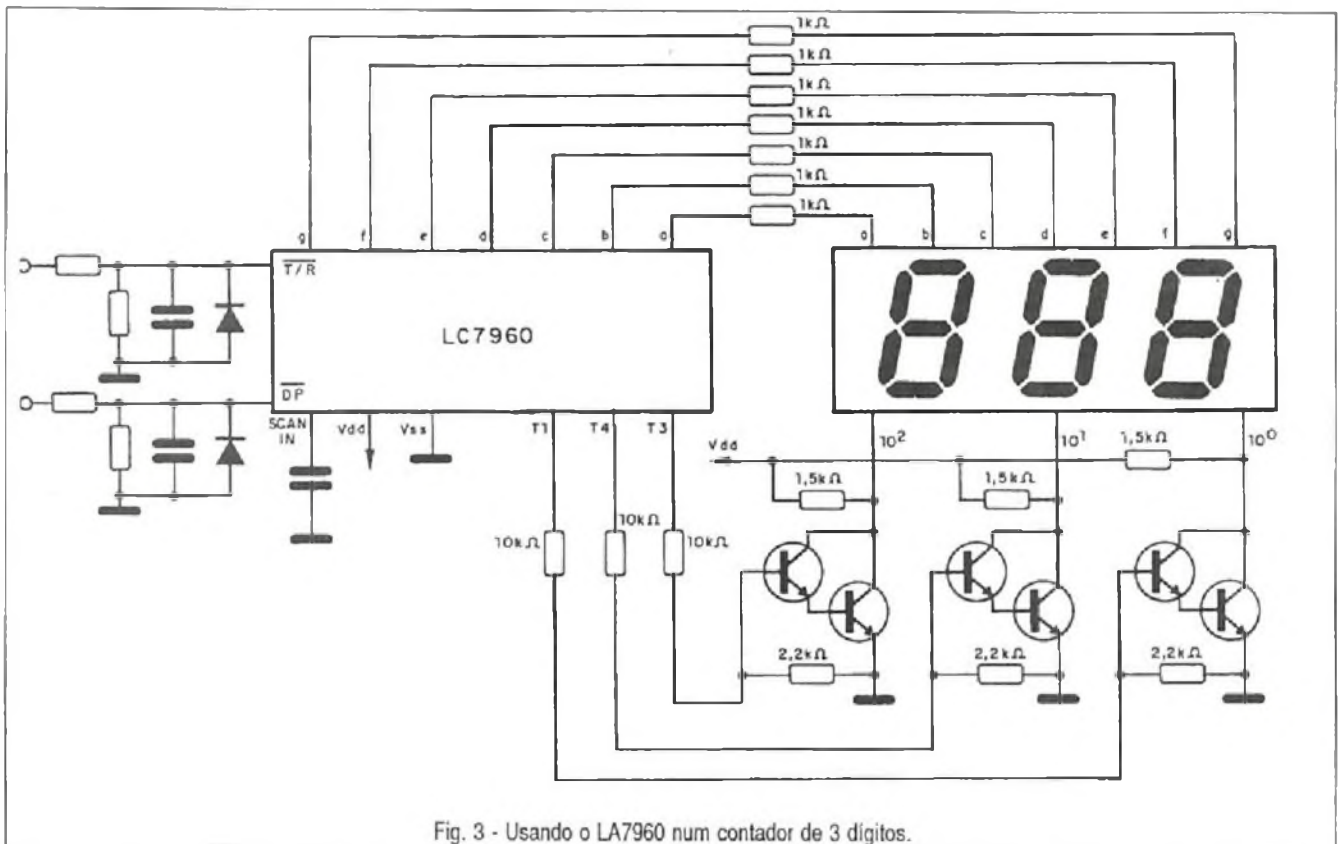 1kΩ
1kΩ
1kΩ
1kΩ
1kΩ
1kΩ
1kΩ
g f e d c b a
a b c d e f g
T/R
LC7960
DP
SCAN IN
Vdd
Vss
T1
T4
T3
Vdd
10²
10¹
10⁰
1,5kΩ
1,5kΩ
1,5kΩ
10kΩ
10kΩ
10kΩ
2,2kΩ
2,2kΩ
2,2kΩ
Fig. 3 - Usando o LA7960 num contador de 3 dígitos.